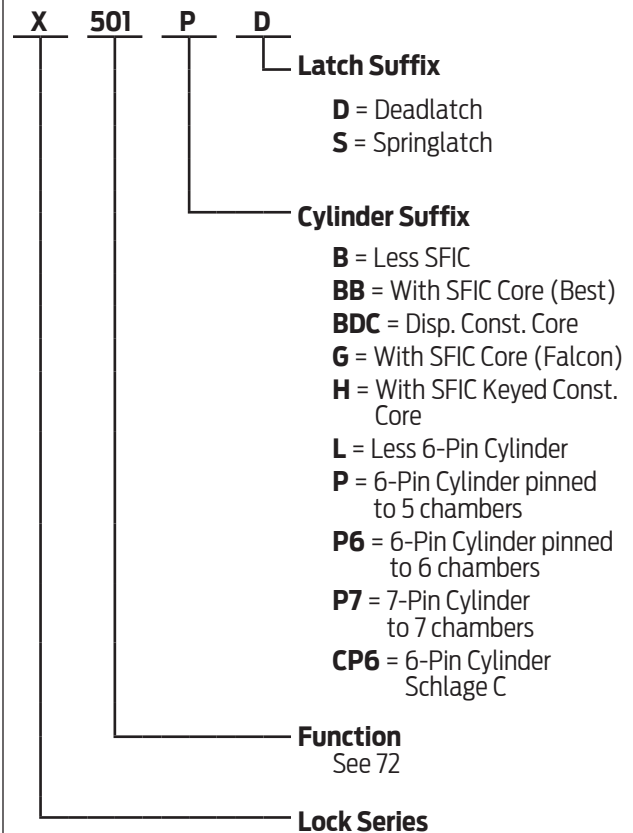 X 501 P D
Latch Suffix
D = Deadlatch
S = Springlatch
Cylinder Suffix
B = Less SFIC
BB = With SFIC Core (Best)
BDC = Disp. Const. Core
G = With SFIC Core (Falcon)
H = With SFIC Keyed Const.
Core
L = Less 6-Pin Cylinder
P = 6-Pin Cylinder pinned
to 5 chambers
P6 = 6-Pin Cylinder pinned
to 6 chambers
P7 = 7-Pin Cylinder
to 7 chambers
CP6 = 6-Pin Cylinder
Schlage C
Function
See 72
Lock Series